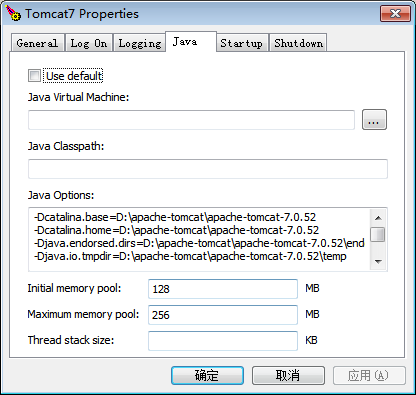 Tomcat7 Properties
General Log On Logging Java Startup Shutdown
Use default
Java Virtual Machine:
...
Java Classpath:
Java Options:
-Dcatalina.base=D:\apache-tomcat\apache-tomcat-7.0.52
-Dcatalina.home=D:\apache-tomcat\apache-tomcat-7.0.52
-Djava.endorsed.dirs=D:\apache-tomcat\apache-tomcat-7.0.52\end
-Djava.io.tmpdir=D:\apache-tomcat\apache-tomcat-7.0.52\temp
Initial memory pool: 128 MB
Maximum memory pool: 256 MB
Thread stack size: KB
确定 取消 应用(A)